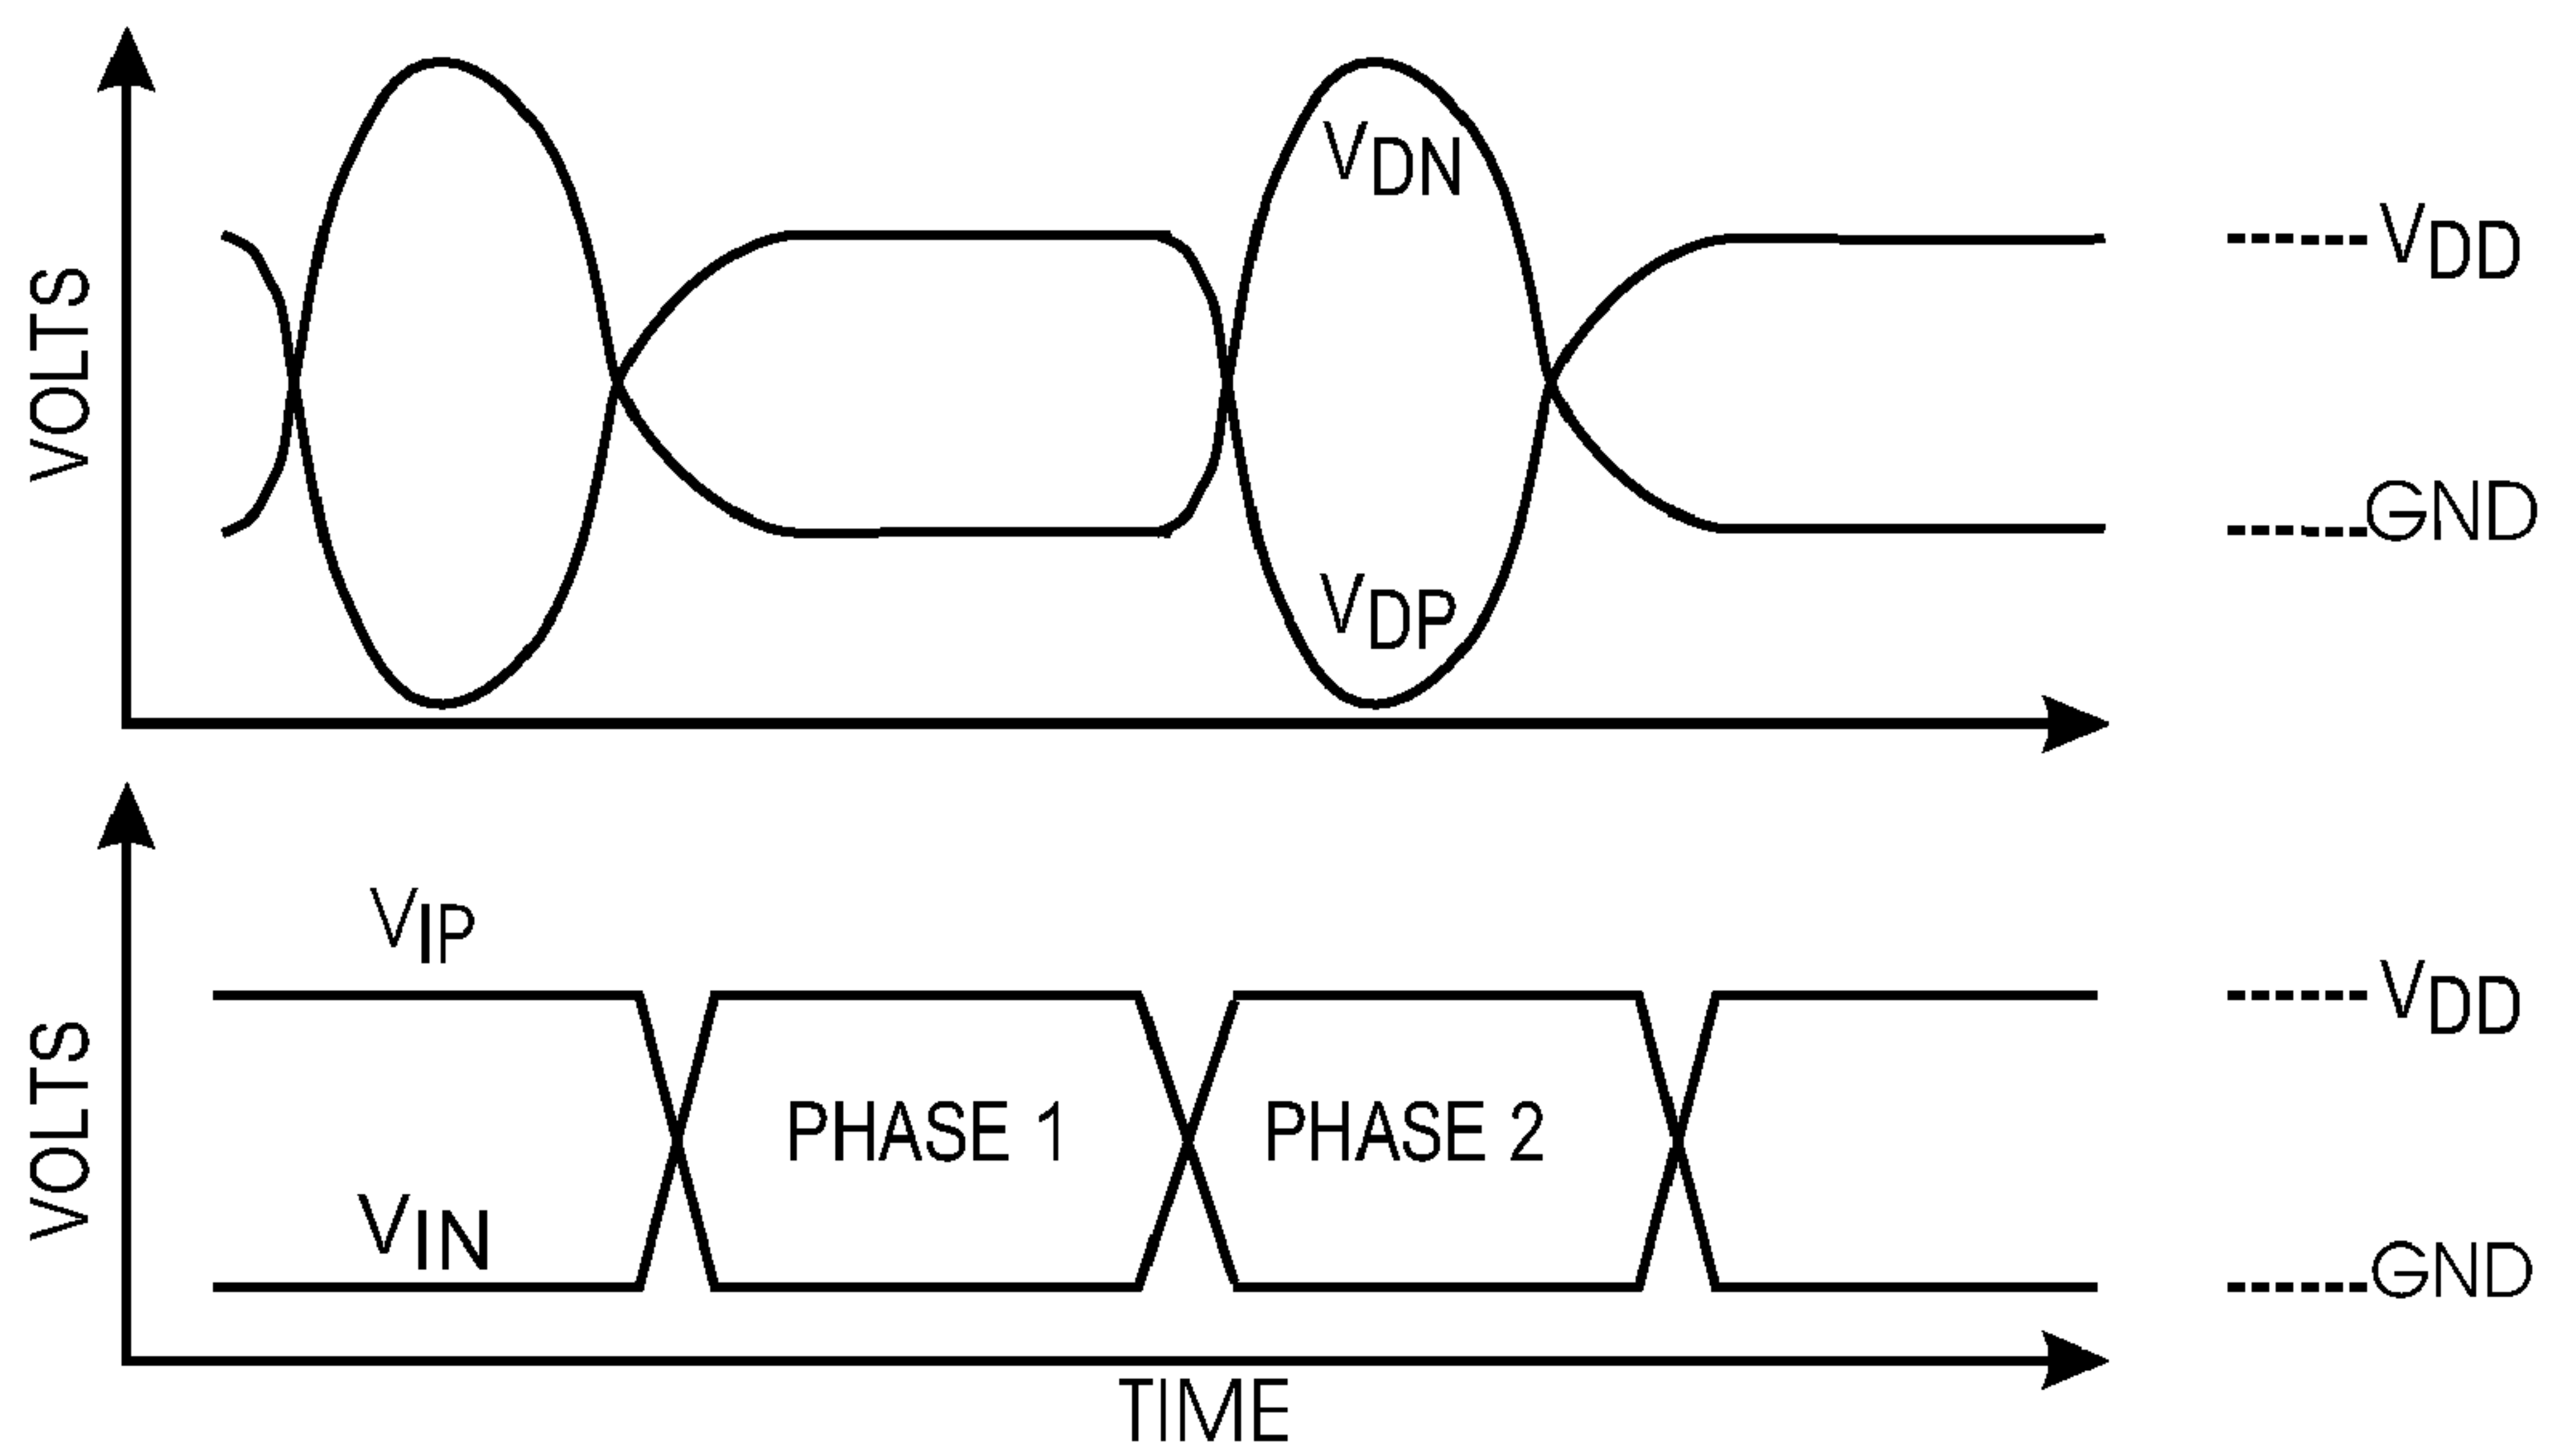 VOLTS
VDN
VDP
VDD
GND
VOLTS
VIP
VIN
PHASE 1
PHASE 2
VDD
GND
TIME